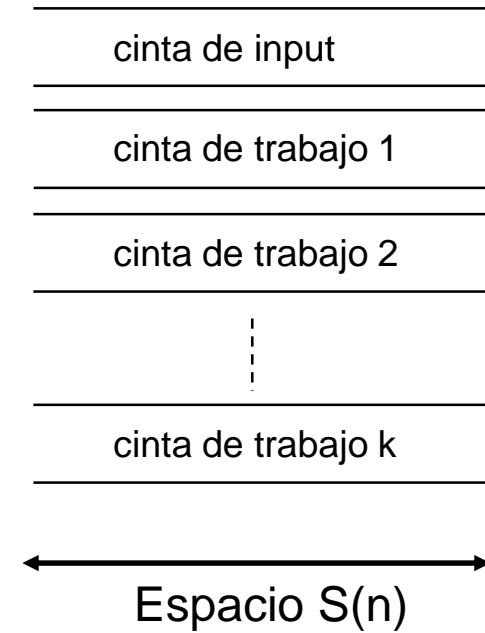 cinta de input
cinta de trabajo 1
cinta de trabajo 2
cinta de trabajo k
Espacio S(n)